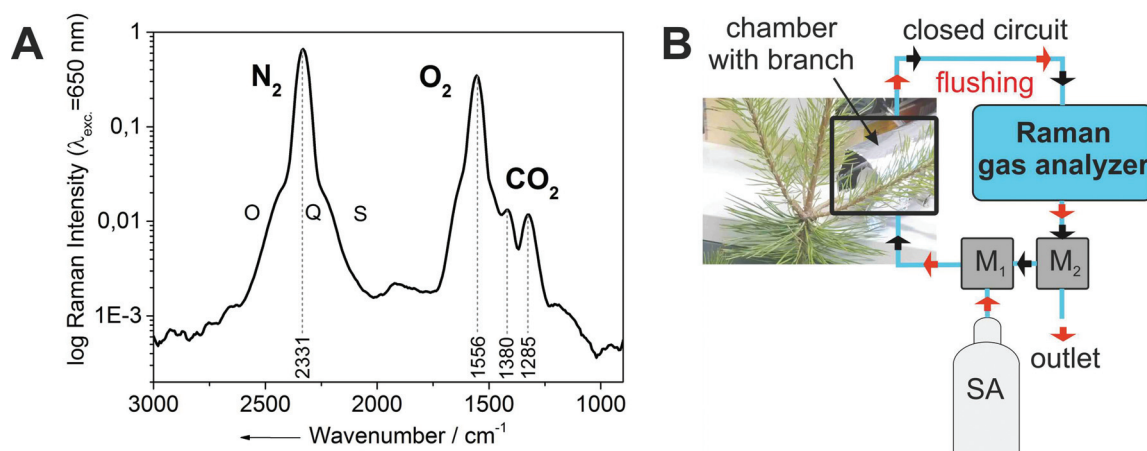 A
log Raman Intensity (λexc.=650 nm)
1
0,1
0,01
1E-3
N2
O2
CO2
O
Q
S
2331
1556
1380
1285
3000
2500
2000
1500
1000
Wavenumber / cm-1
B
chamber
with branch
closed circuit
flushing
Raman
gas analyzer
M1
M2
SA
outlet